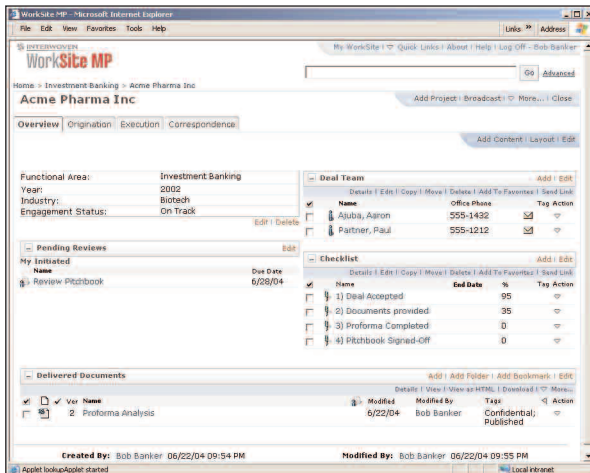 WorkSite MP - Microsoft Internet Explorer
File Edit View Favorites Tools Help Links » Address
INTERWOVEN
WorkSite MP
My WorkSite | Quick Links | About | Help | Log Off - Bob Banker
Go Advanced
Home > Investment Banking > Acme Pharma Inc
Acme Pharma Inc
Add Project | Broadcast | More... | Close
Overview Origination Execution Correspondence
Add Content | Layout | Edit
Functional Area: Investment Banking
Year: 2002
Industry: Biotech
Engagement Status: On Track
Edit | Delete
Pending Reviews Edit
My Initiated
Name Due Date
Review Pitchbook 6/28/04
Deal Team Add | Edit
Details | Edit | Copy | Move | Delete | Add To Favorites | Send Link
Name Office Phone Tag Action
Ajuba, Aaron 555-1432
Partner, Paul 555-1212
Checklist Add | Edit
Details | Edit | Copy | Move | Delete | Add To Favorites | Send Link
Name End Date % Tag Action
1) Deal Accepted 95
2) Documents provided 35
3) Proforma Completed 0
4) Pitchbook Signed-Off 0
Delivered Documents Add | Add Folder | Add Bookmark | Edit
Details | View | View as HTML | Download | More...
Ver Name Modified Modified By Tags Action
2 Proforma Analysis 6/22/04 Bob Banker Confidential;
Published
Created By: Bob Banker 06/22/04 09:54 PM Modified By: Bob Banker 06/22/04 09:55 PM
Applet lookupApplet started Local intranet